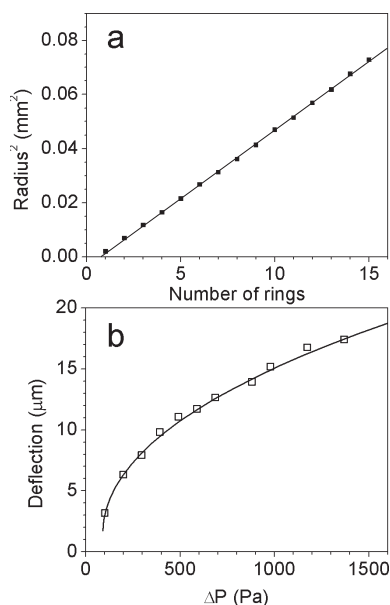 0.08
a
0.06
Radius² (mm²)
0.04
0.02
0.00
0 5 10 15
Number of rings
20
b
15
Deflection (μm)
10
5
0
0 500 1000 1500
ΔP (Pa)